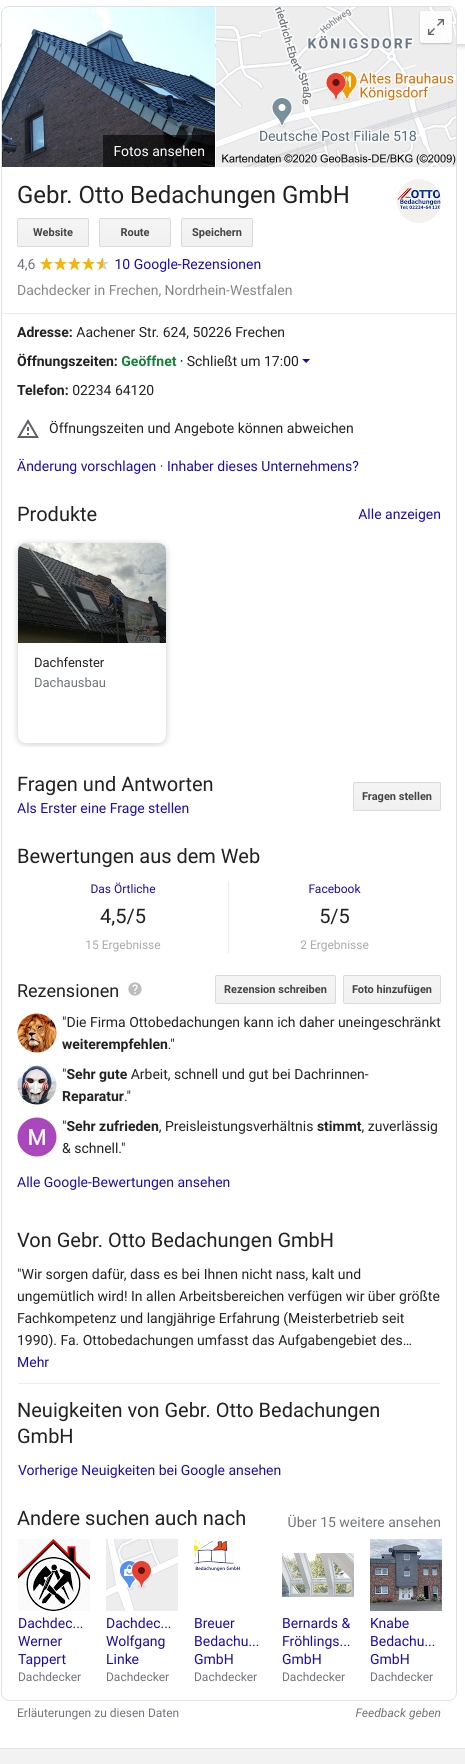 Hohlweg
riedrich-Ebert-Straße
KÖNIGSDORF
Altes Brauhaus
Königsdorf
Deutsche Post Filiale 518
Fotos ansehen
Kartendaten ©2020 GeoBasis-DE/BKG (©2009)
Gebr. Otto Bedachungen GmbH
OTTO
Bedachungen
Tel: 02234-64120
Website
Route
Speichern
4,6 10 Google-Rezensionen
Dachdecker in Frechen, Nordrhein-Westfalen
Adresse: Aachener Str. 624, 50226 Frechen
Öffnungszeiten: Geöffnet · Schließt um 17:00
Telefon: 02234 64120
Öffnungszeiten und Angebote können abweichen
Änderung vorschlagen · Inhaber dieses Unternehmens?
Produkte
Alle anzeigen
Dachfenster
Dachausbau
Fragen und Antworten
Als Erster eine Frage stellen
Fragen stellen
Bewertungen aus dem Web
Das Örtliche
Facebook
4,5/5
5/5
15 Ergebnisse
2 Ergebnisse
Rezensionen ?
Rezension schreiben
Foto hinzufügen
"Die Firma Ottobedachungen kann ich daher uneingeschränkt
weiterempfehlen."
"Sehr gute Arbeit, schnell und gut bei Dachrinnen-
Reparatur."
M
"Sehr zufrieden, Preisleistungsverhältnis stimmt, zuverlässig
& schnell."
Alle Google-Bewertungen ansehen
Von Gebr. Otto Bedachungen GmbH
"Wir sorgen dafür, dass es bei Ihnen nicht nass, kalt und
ungemütlich wird! In allen Arbeitsbereichen verfügen wir über größte
Fachkompetenz und langjährige Erfahrung (Meisterbetrieb seit
1990). Fa. Ottobedachungen umfasst das Aufgabengebiet des…
Mehr
Neuigkeiten von Gebr. Otto Bedachungen
GmbH
Vorherige Neuigkeiten bei Google ansehen
Andere suchen auch nach
Über 15 weitere ansehen
Bedachungen GmbH
Dachdec...
Werner
Tappert
Dachdecker
Dachdec...
Wolfgang
Linke
Dachdecker
Breuer
Bedachu...
GmbH
Dachdecker
Bernards &
Fröhlings...
GmbH
Dachdecker
Knabe
Bedachu...
GmbH
Dachdecker
Erläuterungen zu diesen Daten
Feedback geben